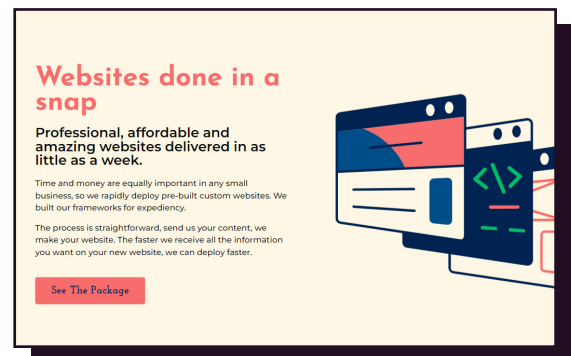 Websites done in a
snap
Professional, affordable and
amazing websites delivered in as
little as a week.
Time and money are equally important in any small
business, so we rapidly deploy pre-built custom websites. We
built our frameworks for expediency.
The process is straightforward, send us your content, we
make your website. The faster we receive all the information
you want on your new website, we can deploy faster.
See The Package
</>